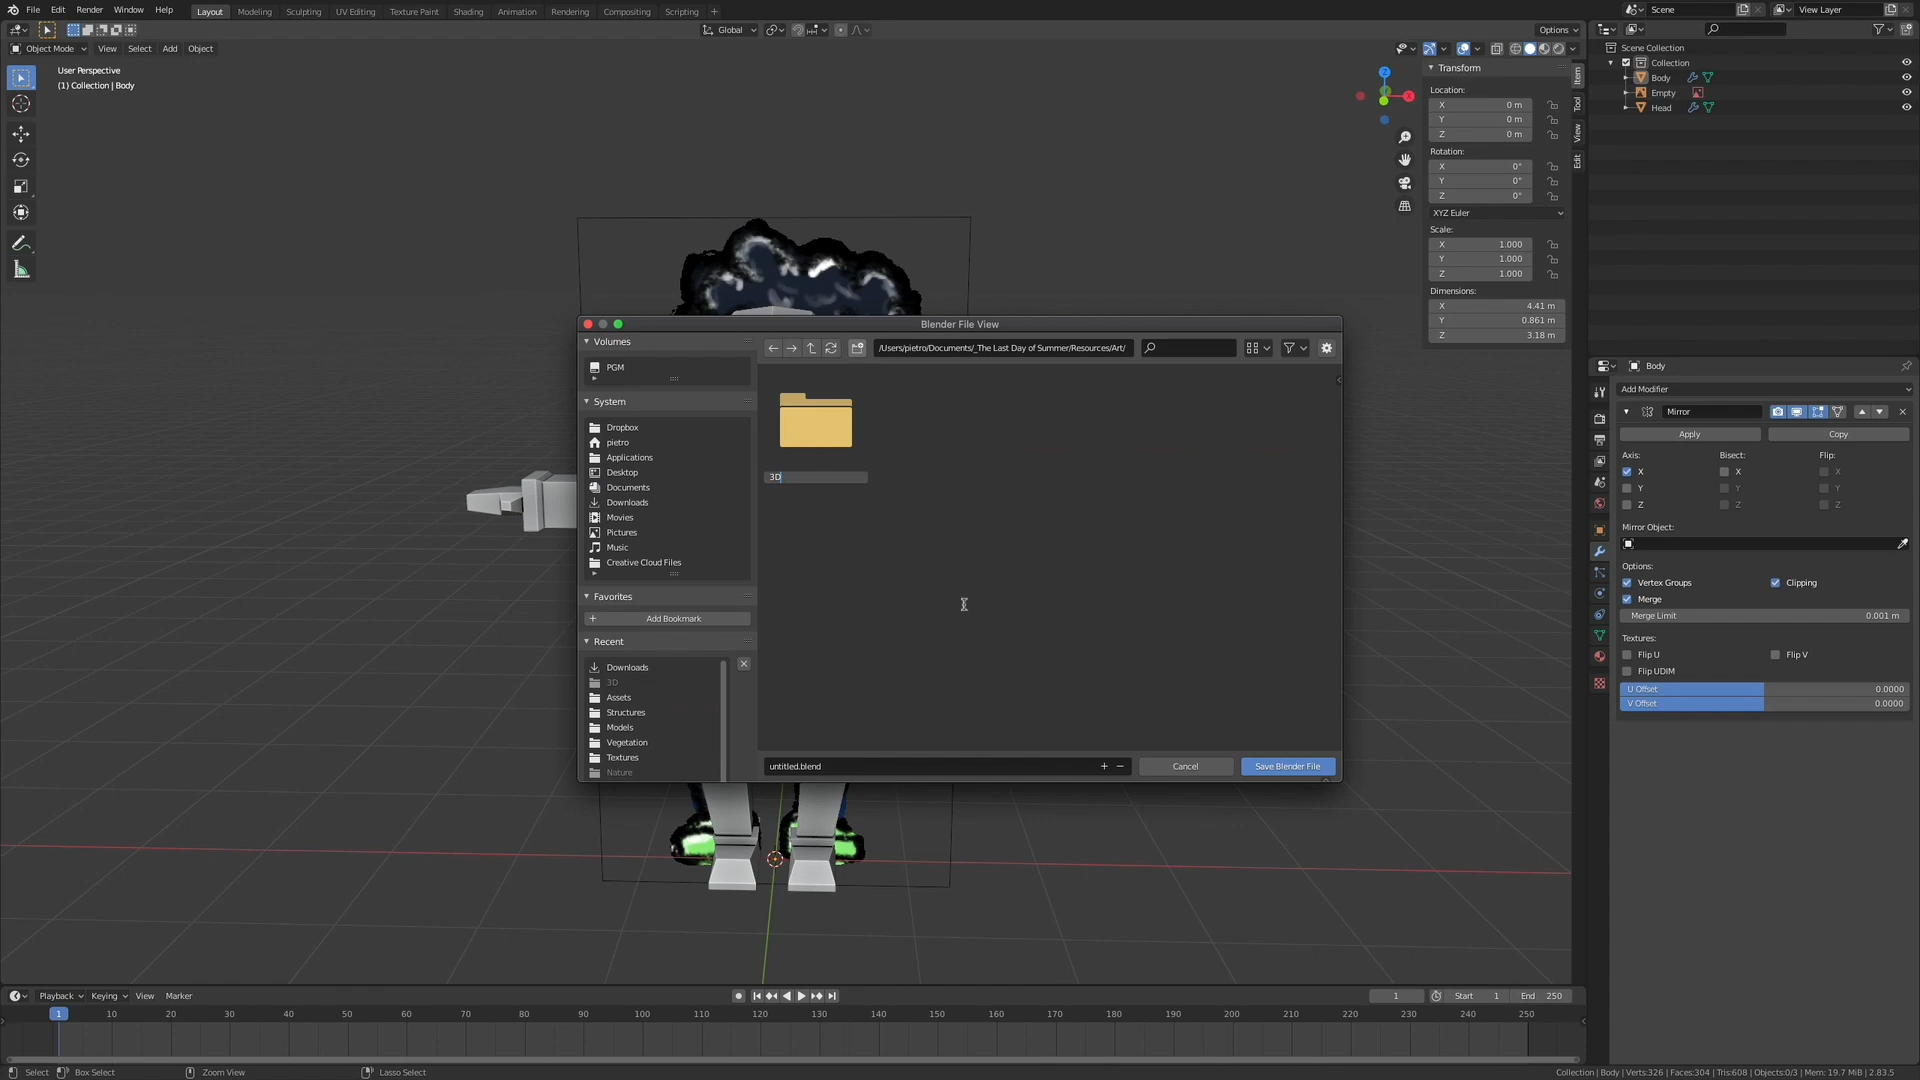 File Edit Render Window Help Layout Modeling Sculpting UV Editing Texture Paint Shading Animation Rendering Compositing Scripting + Scene View Layer
Global Options
Object Mode View Select Add Object
User Perspective
(1) Collection | Body
Z
X
Transform
Location:
X 0 m
Y 0 m
Z 0 m
Rotation:
X 0°
Y 0°
Z 0°
XYZ Euler
Scale:
X 1.000
Y 1.000
Z 1.000
Dimensions:
X 4.41 m
Y 0.861 m
Z 3.18 m
Item
Tool
View
Edit
Scene Collection
Collection
Body
Empty
Head
Blender File View
Volumes
PGM
System
Dropbox
pietro
Applications
Desktop
Documents
Downloads
Movies
Pictures
Music
Creative Cloud Files
Favorites
Add Bookmark
Recent
Downloads
3D
Assets
Structures
Models
Vegetation
Textures
Nature
/Users/pietro/Documents/_The Last Day of Summer/Resources/Art/
3D
untitled.blend + − Cancel Save Blender File
Body
Add Modifier
Mirror
Apply Copy
Axis: Bisect: Flip:
X X X
Y Y Y
Z Z Z
Mirror Object:
Options:
Vertex Groups Clipping
Merge
Merge Limit 0.001 m
Textures:
Flip U Flip V
Flip UDIM
U Offset 0.0000
V Offset 0.0000
Playback Keying View Marker 1 Start 1 End 250
1 10 20 30 40 50 60 70 80 90 100 110 120 130 140 150 160 170 180 190 200 210 220 230 240 250
Select Box Select Zoom View Lasso Select Collection | Body | Verts:326 | Faces:304 | Tris:608 | Objects:0/3 | Mem: 19.7 MiB | 2.83.5